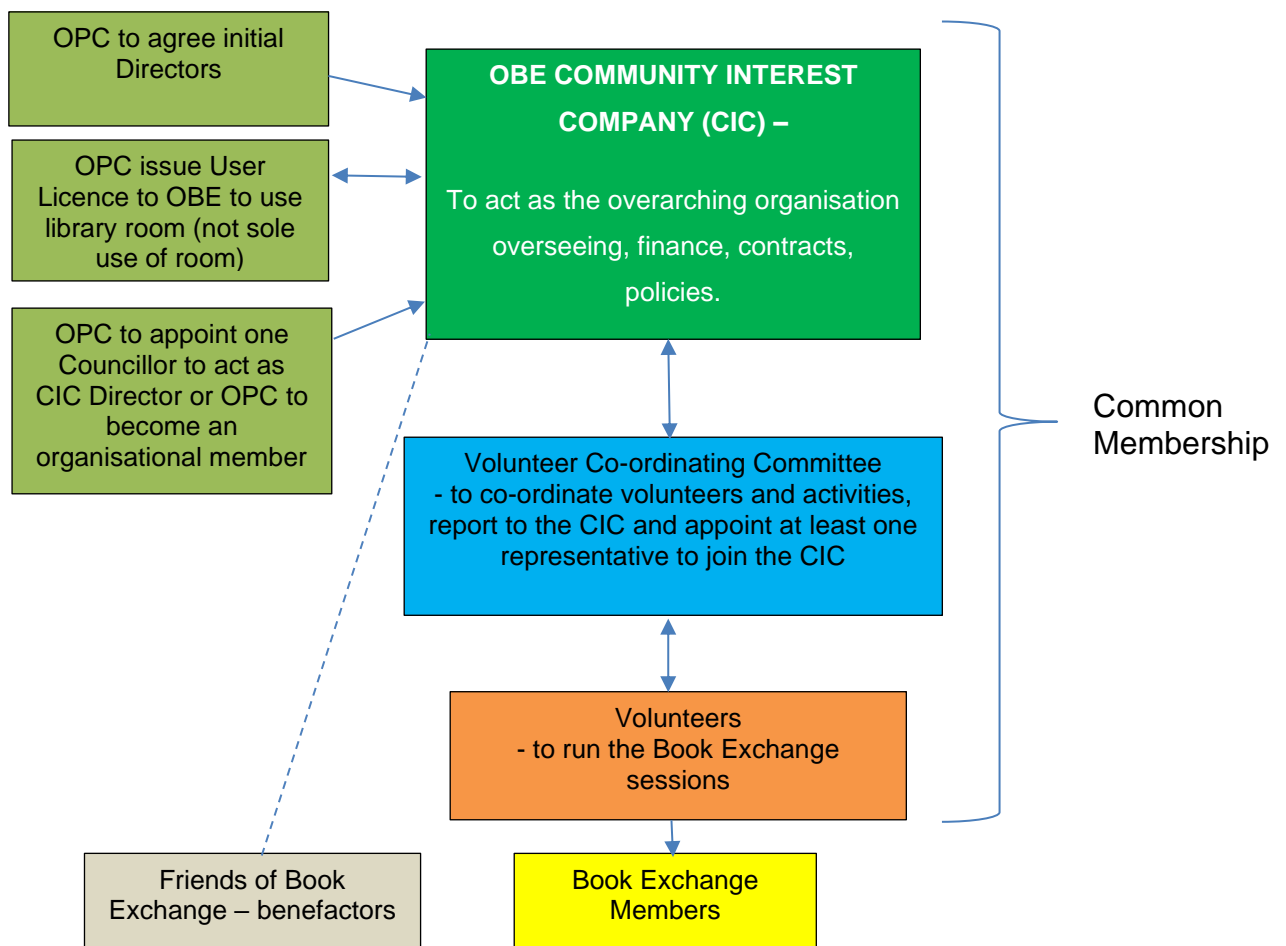 OPC to agree initial
Directors
OPC issue User
Licence to OBE to use
library room (not sole
use of room)
OPC to appoint one
Councillor to act as
CIC Director or OPC to
become an
organisational member
OBE COMMUNITY INTEREST
COMPANY (CIC) –
To act as the overarching organisation
overseeing, finance, contracts,
policies.
Common
Membership
Volunteer Co-ordinating Committee
- to co-ordinate volunteers and activities,
report to the CIC and appoint at least one
representative to join the CIC
Volunteers
- to run the Book Exchange
sessions
Friends of Book
Exchange – benefactors
Book Exchange
Members